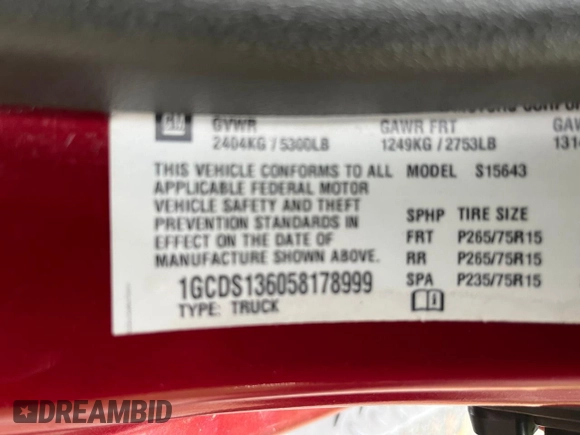 GM
GVWR GAWR FRT
2404KG / 5300LB 1249KG / 2753LB
THIS VEHICLE CONFORMS TO ALL MODEL S15643
APPLICABLE FEDERAL MOTOR
VEHICLE SAFETY AND THEFT SPHP TIRE SIZE
PREVENTION STANDARDS IN FRT P265/75R15
EFFECT ON THE DATE OF RR P265/75R15
MANUFACTURE SHOWN ABOVE. SPA P235/75R15
1GCDS136058178999
TYPE: TRUCK
DREAMBID